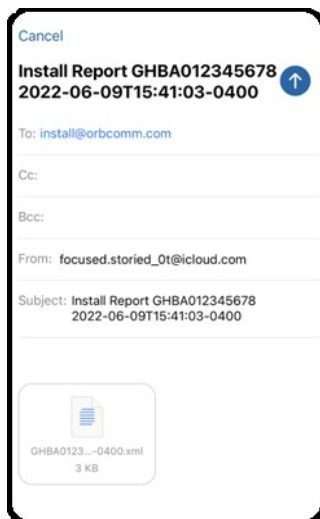 Cancel
Install Report GHBA012345678
2022-06-09T15:41:03-0400
To: install@orbcomm.com
Cc:
Bcc:
From: focused.storied_0t@icloud.com
Subject: Install Report GHBA012345678
2022-06-09T15:41:03-0400
GHBA0123...-0400.xml
3 KB